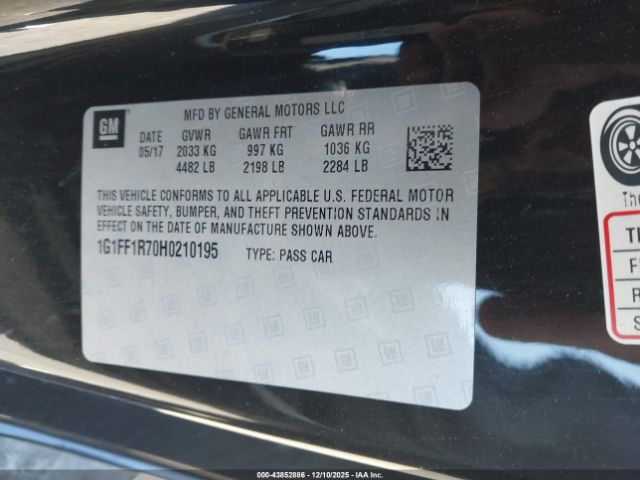 GM
MFD BY GENERAL MOTORS LLC
DATE GVWR GAWR FRT GAWR RR
05/17 2033 KG 997 KG 1036 KG
4482 LB 2198 LB 2284 LB
THIS VEHICLE CONFORMS TO ALL APPLICABLE U.S. FEDERAL MOTOR
VEHICLE SAFETY, BUMPER, AND THEFT PREVENTION STANDARDS IN
EFFECT ON THE DATE OF MANUFACTURE SHOWN ABOVE.
1G1FF1R70H0210195 TYPE: PASS CAR
The
TI
F
R
S
000-43852886 - 12/10/2025 - IAA Inc.